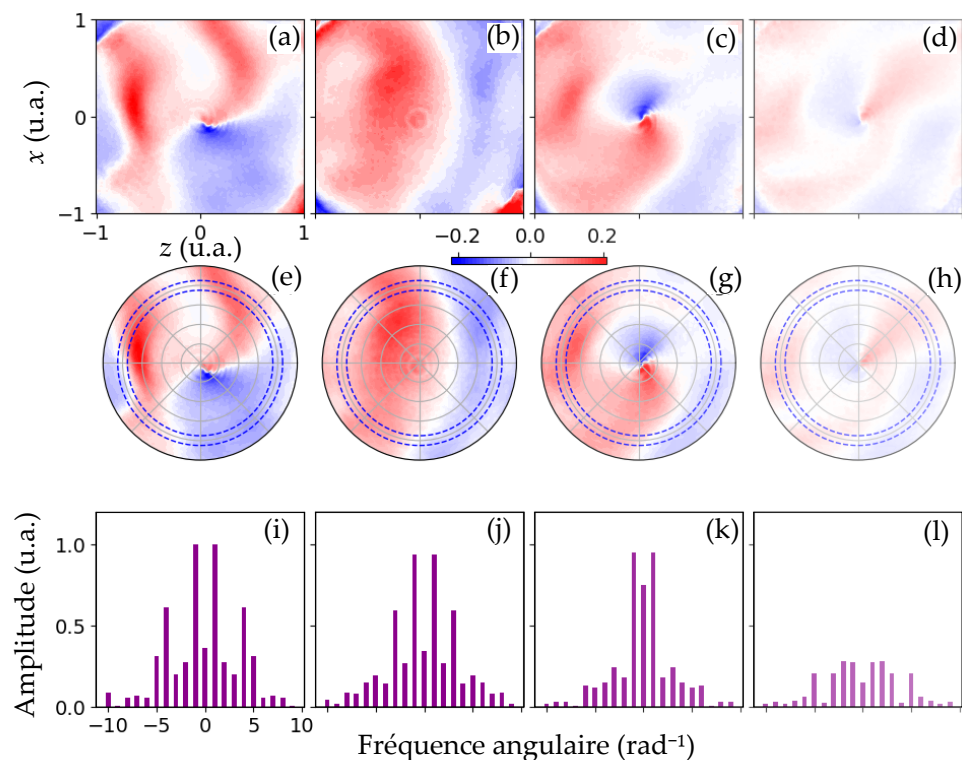 (a) (b) (c) (d)
1
0
−1
x (u.a.)
−1 0 1
z (u.a.)
−0.2 0.0 0.2
(e) (f) (g) (h)
(i) (j) (k) (l)
1.0
0.5
0.0
Amplitude (u.a.)
−10 −5 0 5 10
Fréquence angulaire (rad⁻¹)